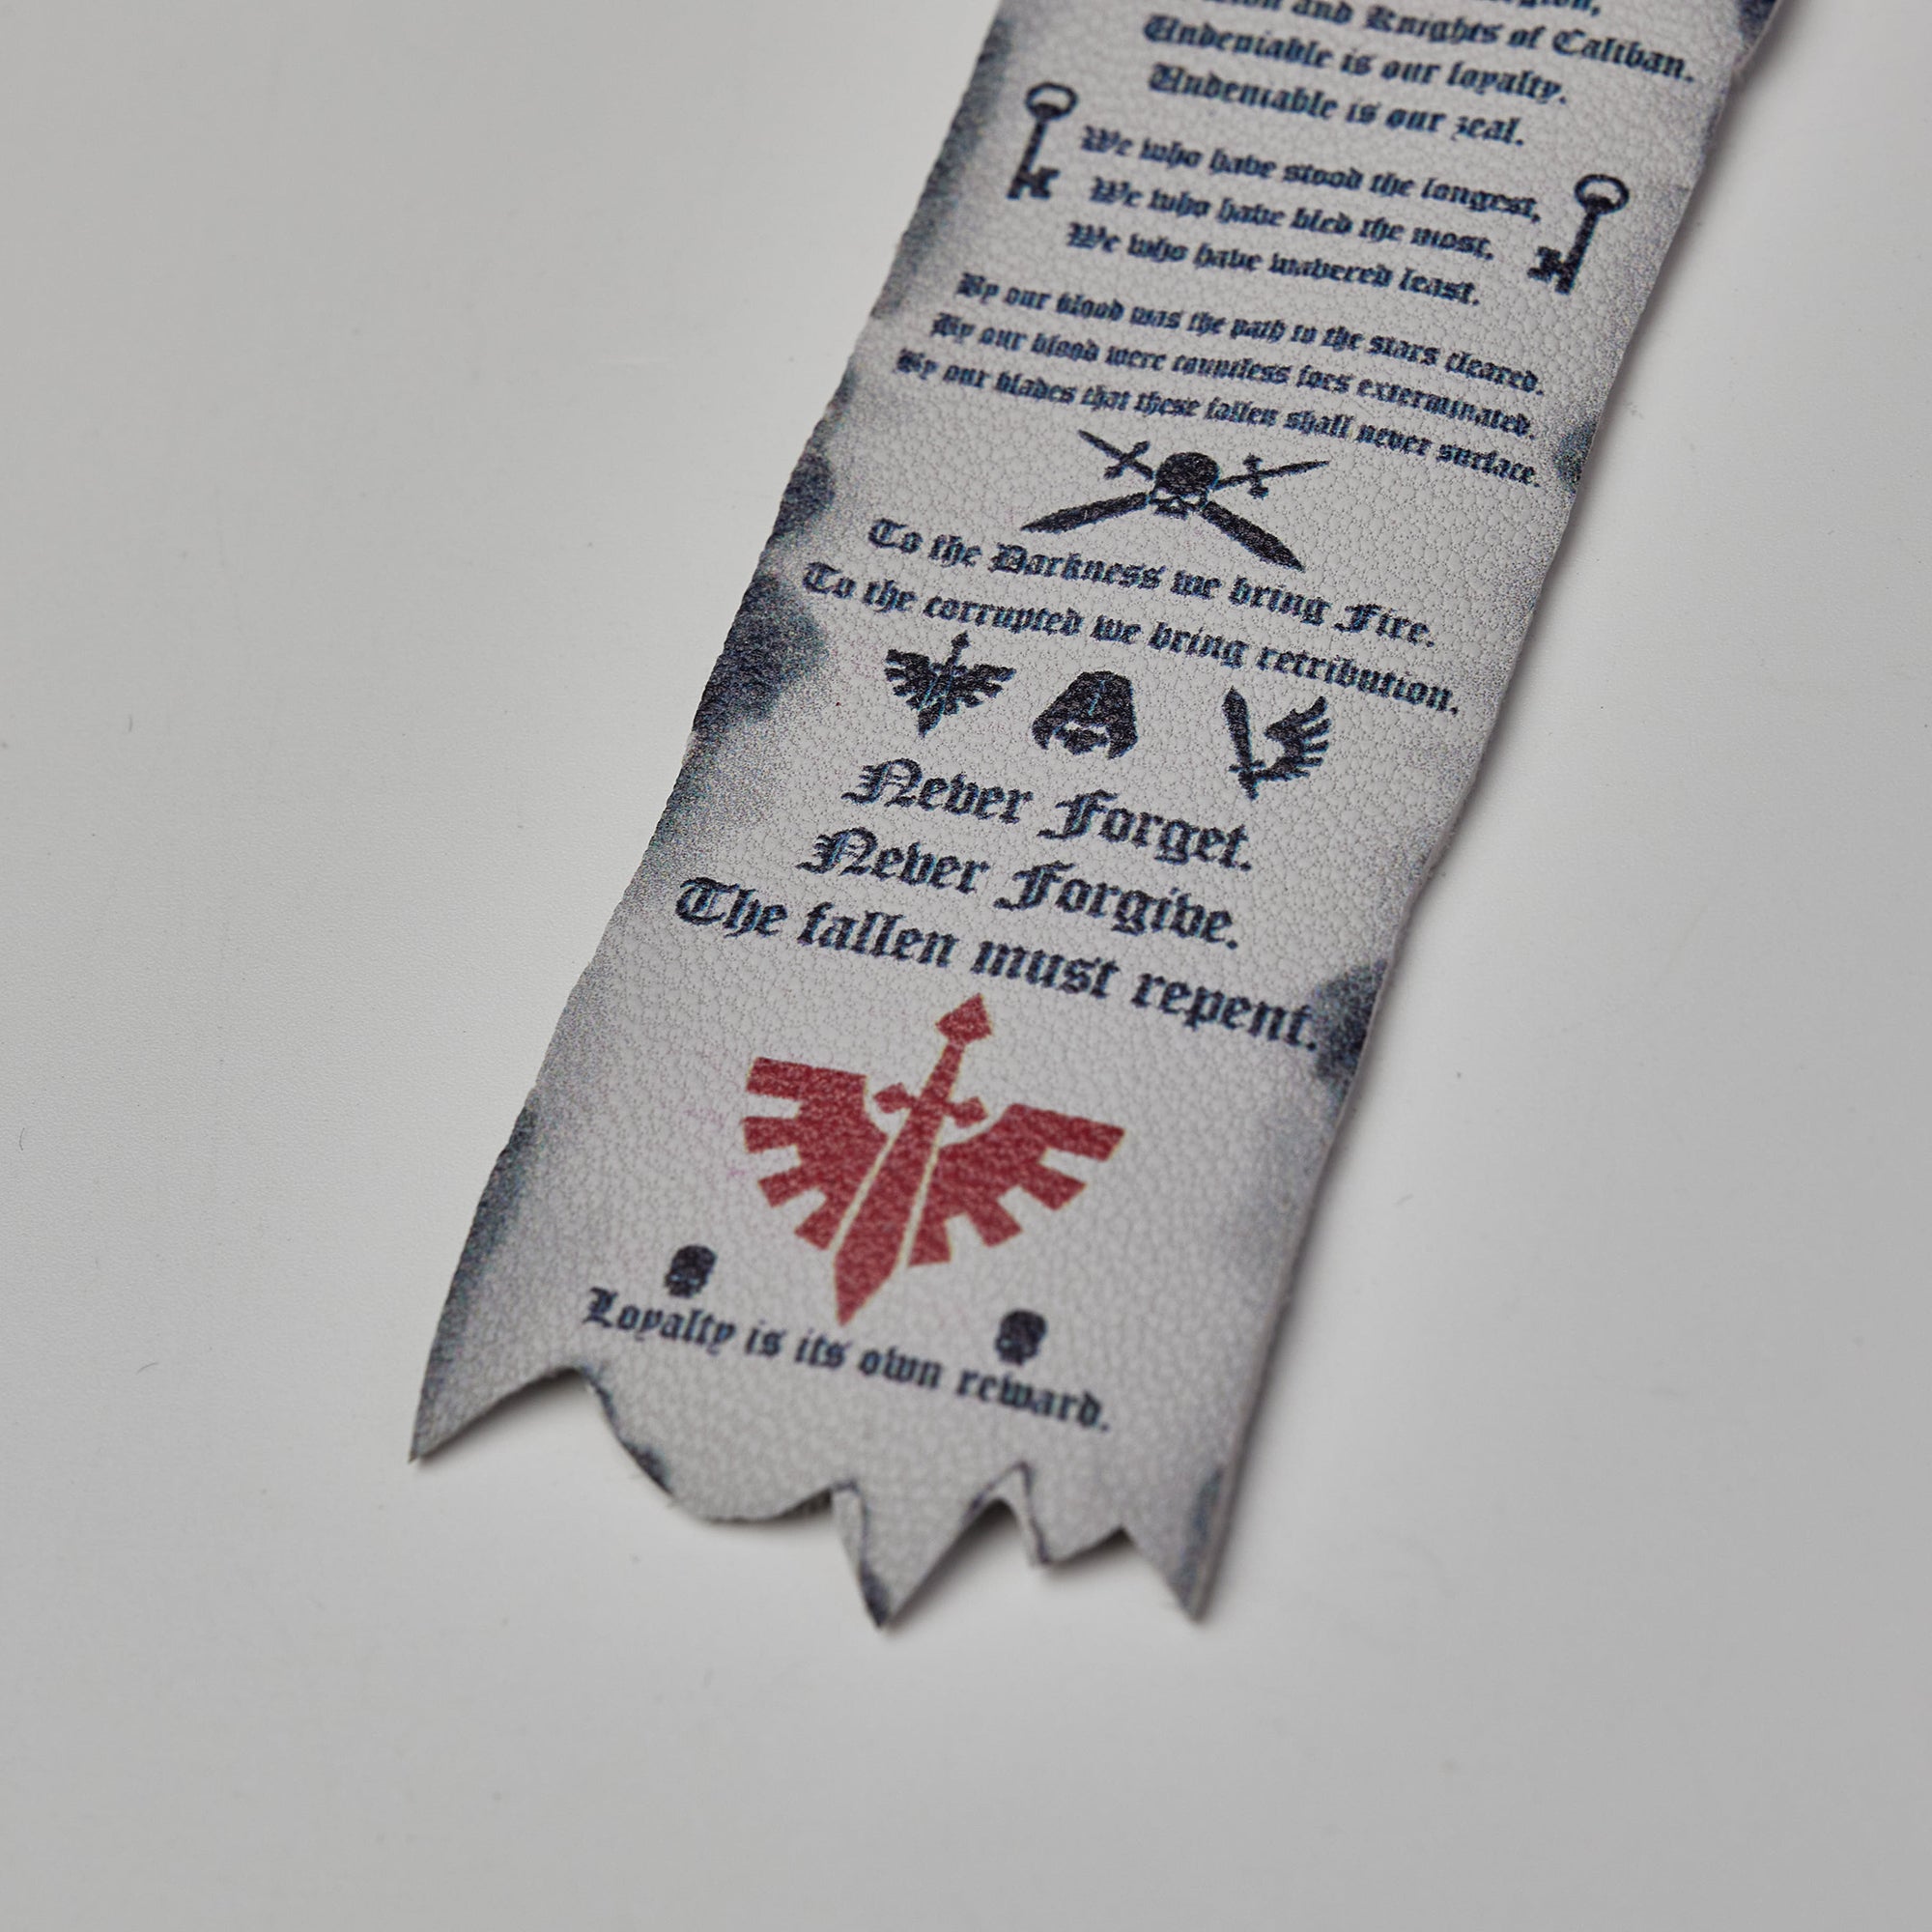 and Knights of Caliban.
Undeniable is our loyalty.
Undeniable is our zeal.
We who have stood the longest,
We who have bled the most,
We who have wavered least.
By our blood was the path to the stars cleared.
By our blood were countless foes exterminated.
By our blades that these fallen shall never surface.
To the Darkness we bring Fire.
To the corrupted we bring retribution.
Never Forget.
Never Forgive.
The fallen must repent.
Loyalty is its own reward.